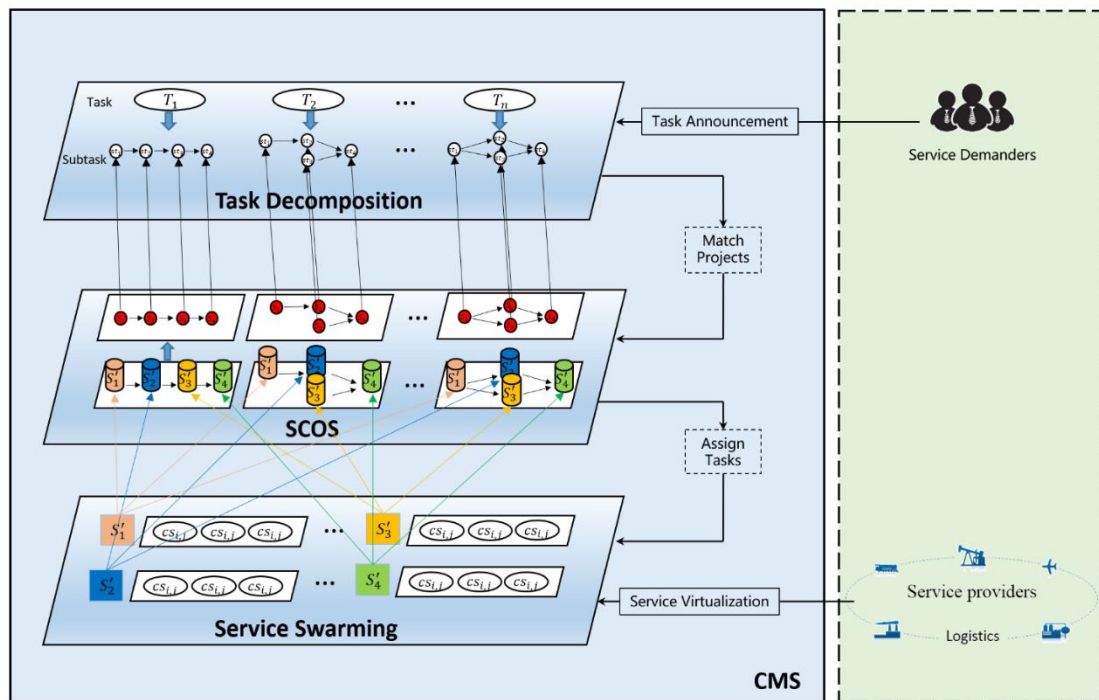 Task
T₁
T₂
...
Tₙ
Subtask
...
Task Decomposition
Task Announcement
Service Demanders
Match
Projects
...
S′₁
S′₂
S′₃
S′₄
S′₁
S′₂
S′₃
S′₄
...
S′₁
S′₂
S′₃
S′₄
SCOS
Assign
Tasks
S′₁
csᵢ,ⱼ
csᵢ,ⱼ
csᵢ,ⱼ
...
S′₃
csᵢ,ⱼ
csᵢ,ⱼ
csᵢ,ⱼ
S′₂
csᵢ,ⱼ
csᵢ,ⱼ
csᵢ,ⱼ
...
S′₄
csᵢ,ⱼ
csᵢ,ⱼ
csᵢ,ⱼ
Service Swarming
Service Virtualization
Service providers
Logistics
CMS